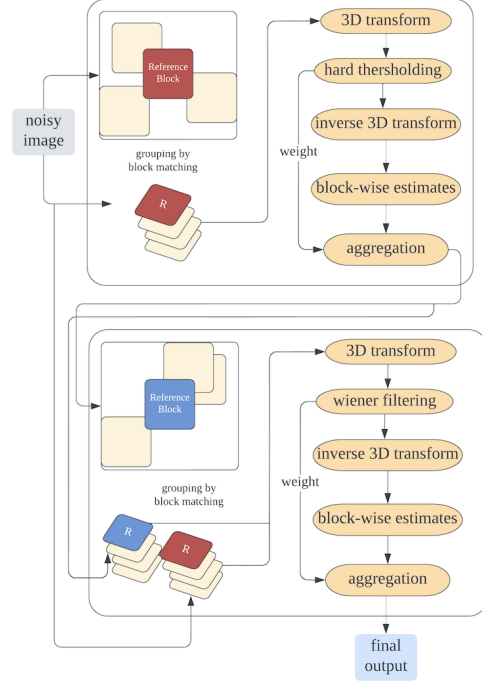 3D transform
Reference
Block
hard thersholding
noisy
image
inverse 3D transform
grouping by
block matching
weight
block-wise estimates
R
aggregation
3D transform
Reference
Block
wiener filtering
inverse 3D transform
grouping by
block matching
weight
block-wise estimates
R
R
aggregation
final
output